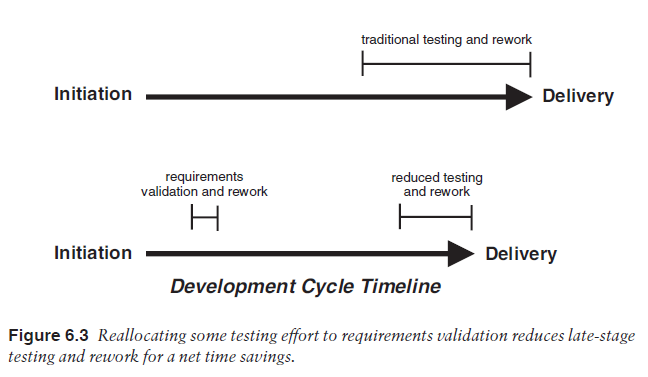 traditional testing and rework
Initiation
Delivery
requirements
validation and rework
reduced testing
and rework
Initiation
Delivery
Development Cycle Timeline
Figure 6.3 Reallocating some testing effort to requirements validation reduces late-stage
testing and rework for a net time savings.